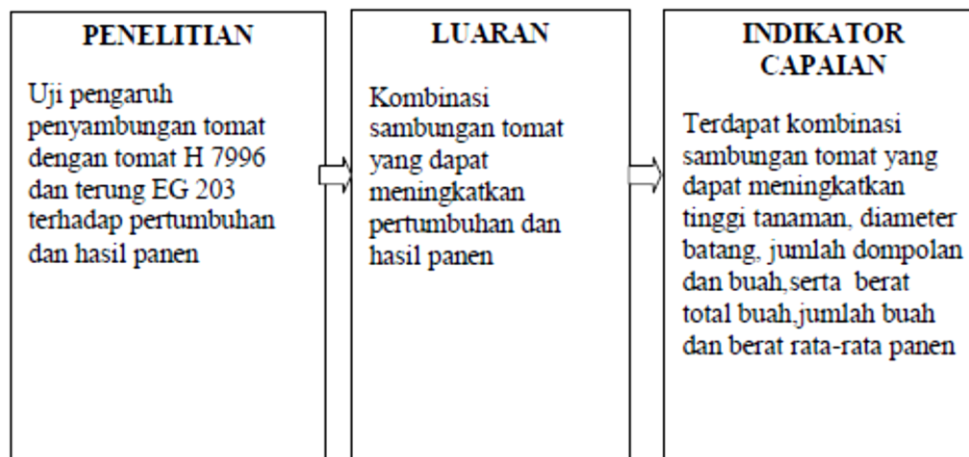 PENELITIAN
Uji pengaruh
penyambungan tomat
dengan tomat H 7996
dan terung EG 203
terhadap pertumbuhan
dan hasil panen
LUARAN
Kombinasi
sambungan tomat
yang dapat
meningkatkan
pertumbuhan dan
hasil panen
INDIKATOR
CAPAIAN
Terdapat kombinasi
sambungan tomat yang
dapat meningkatkan
tinggi tanaman, diameter
batang, jumlah dompolan
dan buah,serta berat
total buah,jumlah buah
dan berat rata-rata panen